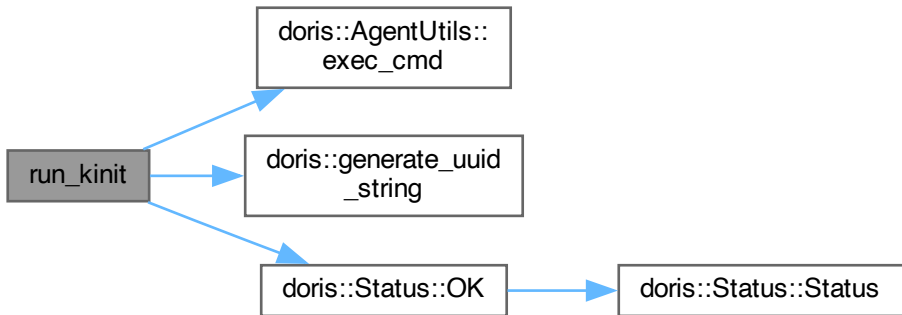 doris::AgentUtils::
exec_cmd
run_kinit
doris::generate_uuid
_string
doris::Status::OK
doris::Status::Status